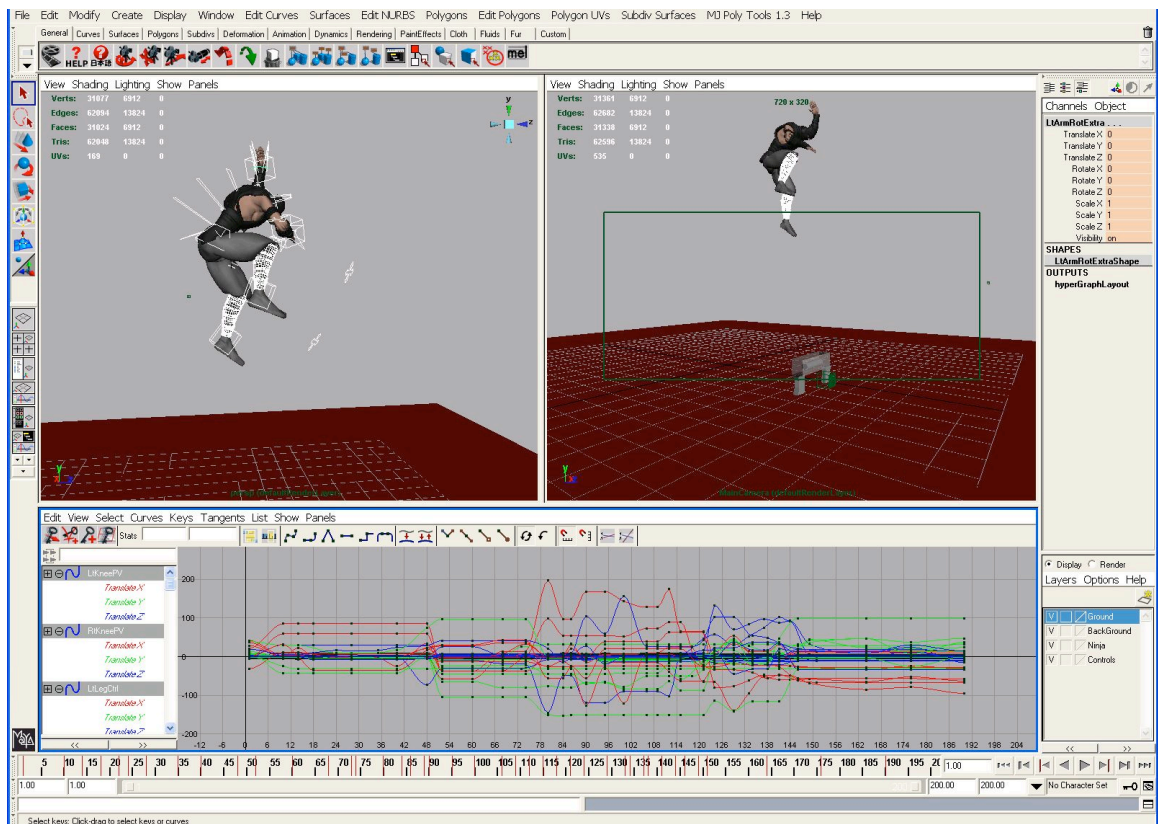 File Edit Modify Create Display Window Edit Curves Surfaces Edit NURBS Polygons Edit Polygons Polygon UVs Subdiv Surfaces MJ Poly Tools 1.3 Help
General Curves Surfaces Polygons Subdivs Deformation Animation Dynamics Rendering PaintEffects Cloth Fluids Fur Custom
HELP 日本語 mel
View Shading Lighting Show Panels
Verts: 31077 6912 0
Edges: 62094 13824 0
Faces: 31024 6912 0
Tris: 62048 13824 0
UVs: 169 0 0
y
z
y
persp (defaultRenderLayer)
View Shading Lighting Show Panels
Verts: 31361 6912 0
Edges: 62682 13824 0
Faces: 31338 6912 0
Tris: 62596 13824 0
UVs: 535 0 0
720 x 320
y
MainCamera (defaultRenderLayer)
Channels Object
LtArmRotExtra . . .
Translate X 0
Translate Y 0
Translate Z 0
Rotate X 0
Rotate Y 0
Rotate Z 0
Scale X 1
Scale Y 1
Scale Z 1
Visibility on
SHAPES
LtArmRotExtraShape
OUTPUTS
hyperGraphLayout
Edit View Select Curves Keys Tangents List Show Panels
Stats
LtKneePV
Translate X
Translate Y
Translate Z
RtKneePV
Translate X
Translate Y
Translate Z
LtLegCtrl
Translate X
Translate Y
Translate Z
<< >>
200
100
0
-100
-200
-12 -6 0 6 12 18 24 30 36 42 48 54 60 66 72 78 84 90 96 102 108 114 120 126 132 138 144 150 156 162 168 174 180 186 192 198 204
Display Render
Layers Options Help
V Ground
V BackGround
V Ninja
V Controls
<< >>
5 10 15 20 25 30 35 40 45 50 55 60 65 70 75 80 85 90 95 100 105 110 115 120 125 130 135 140 145 150 155 160 165 170 175 180 185 190 195 1.00
1.00 1.00 200.00 200.00 No Character Set
Select keys: Click-drag to select keys or curves